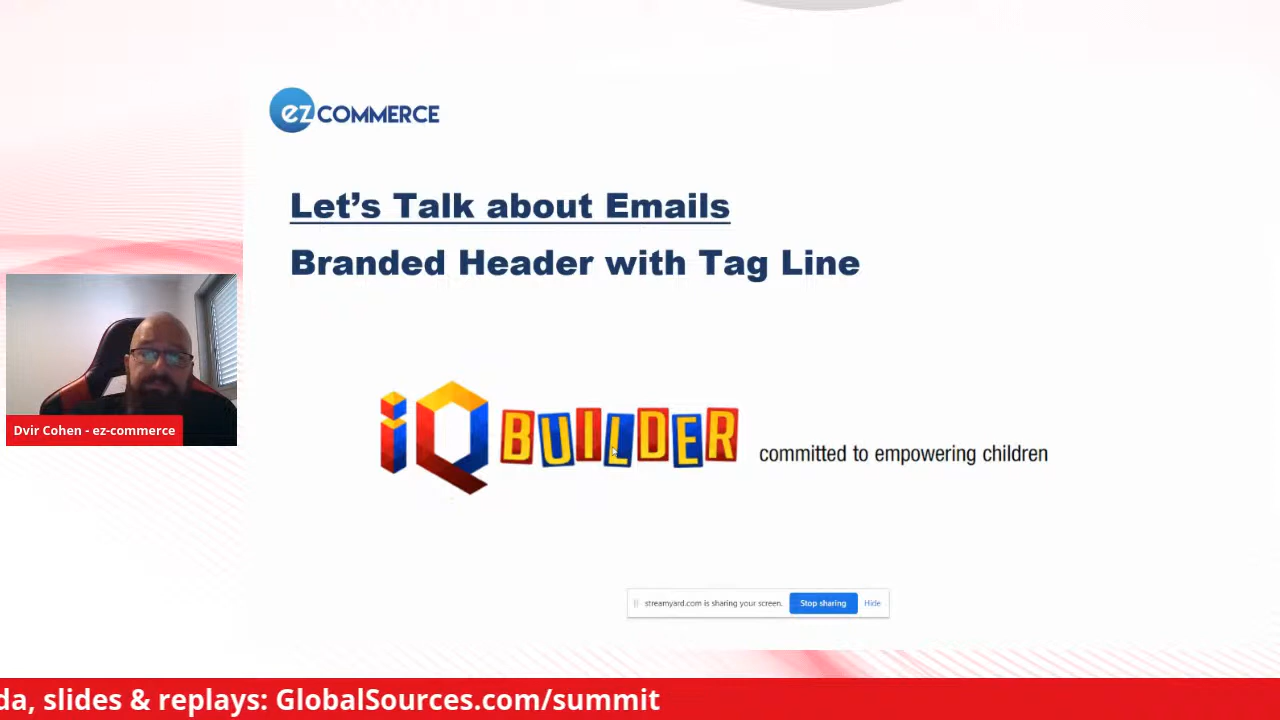 ez COMMERCE
Let's Talk about Emails
Branded Header with Tag Line
iQ BUILDER committed to empowering children
Dvir Cohen - ez-commerce
streamyard.com is sharing your screen. Stop sharing Hide
da, slides & replays: GlobalSources.com/summit